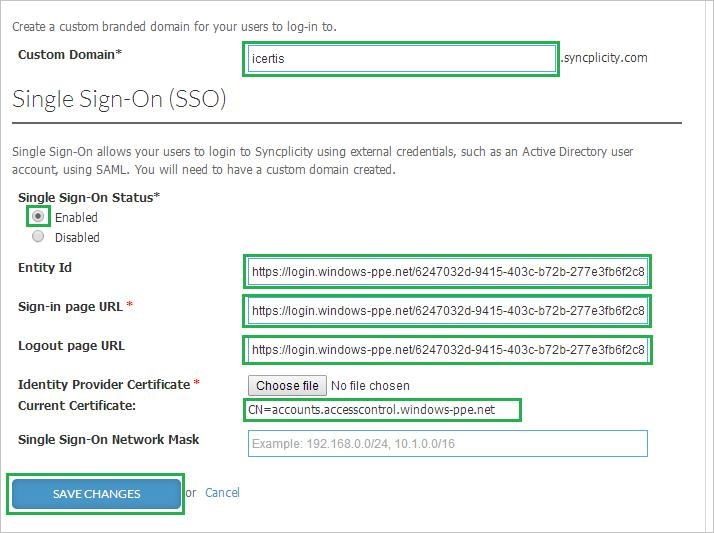 Create a custom branded domain for your users to log-in to.
Custom Domain* icertis .syncplicity.com
Single Sign-On (SSO)
Single Sign-On allows your users to login to Syncplicity using external credentials, such as an Active Directory user
account, using SAML. You will need to have a custom domain created.
Single Sign-On Status*
Enabled
Disabled
Entity Id https://login.windows-ppe.net/6247032d-9415-403c-b72b-277e3fb6f2c8
Sign-in page URL * https://login.windows-ppe.net/6247032d-9415-403c-b72b-277e3fb6f2c8
Logout page URL https://login.windows-ppe.net/6247032d-9415-403c-b72b-277e3fb6f2c8
Identity Provider Certificate * Choose file No file chosen
Current Certificate: CN=accounts.accesscontrol.windows-ppe.net
Single Sign-On Network Mask Example: 192.168.0.0/24, 10.1.0.0/16
SAVE CHANGES or Cancel